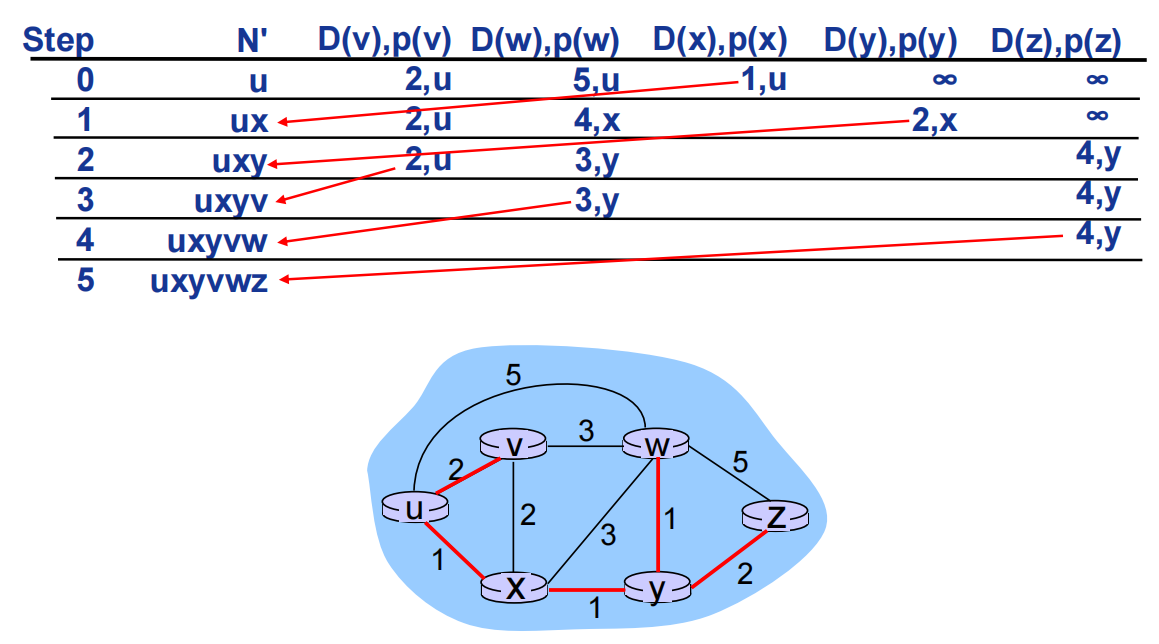 Step N' D(v),p(v) D(w),p(w) D(x),p(x) D(y),p(y) D(z),p(z)
0 u 2,u 5,u 1,u ∞ ∞
1 ux 2,u 4,x 2,x ∞
2 uxy 2,u 3,y 4,y
3 uxyv 3,y 4,y
4 uxyvw 4,y
5 uxyvwz
5
v 3 w
2 5
u 2 z
1 3 1
x y 2
1